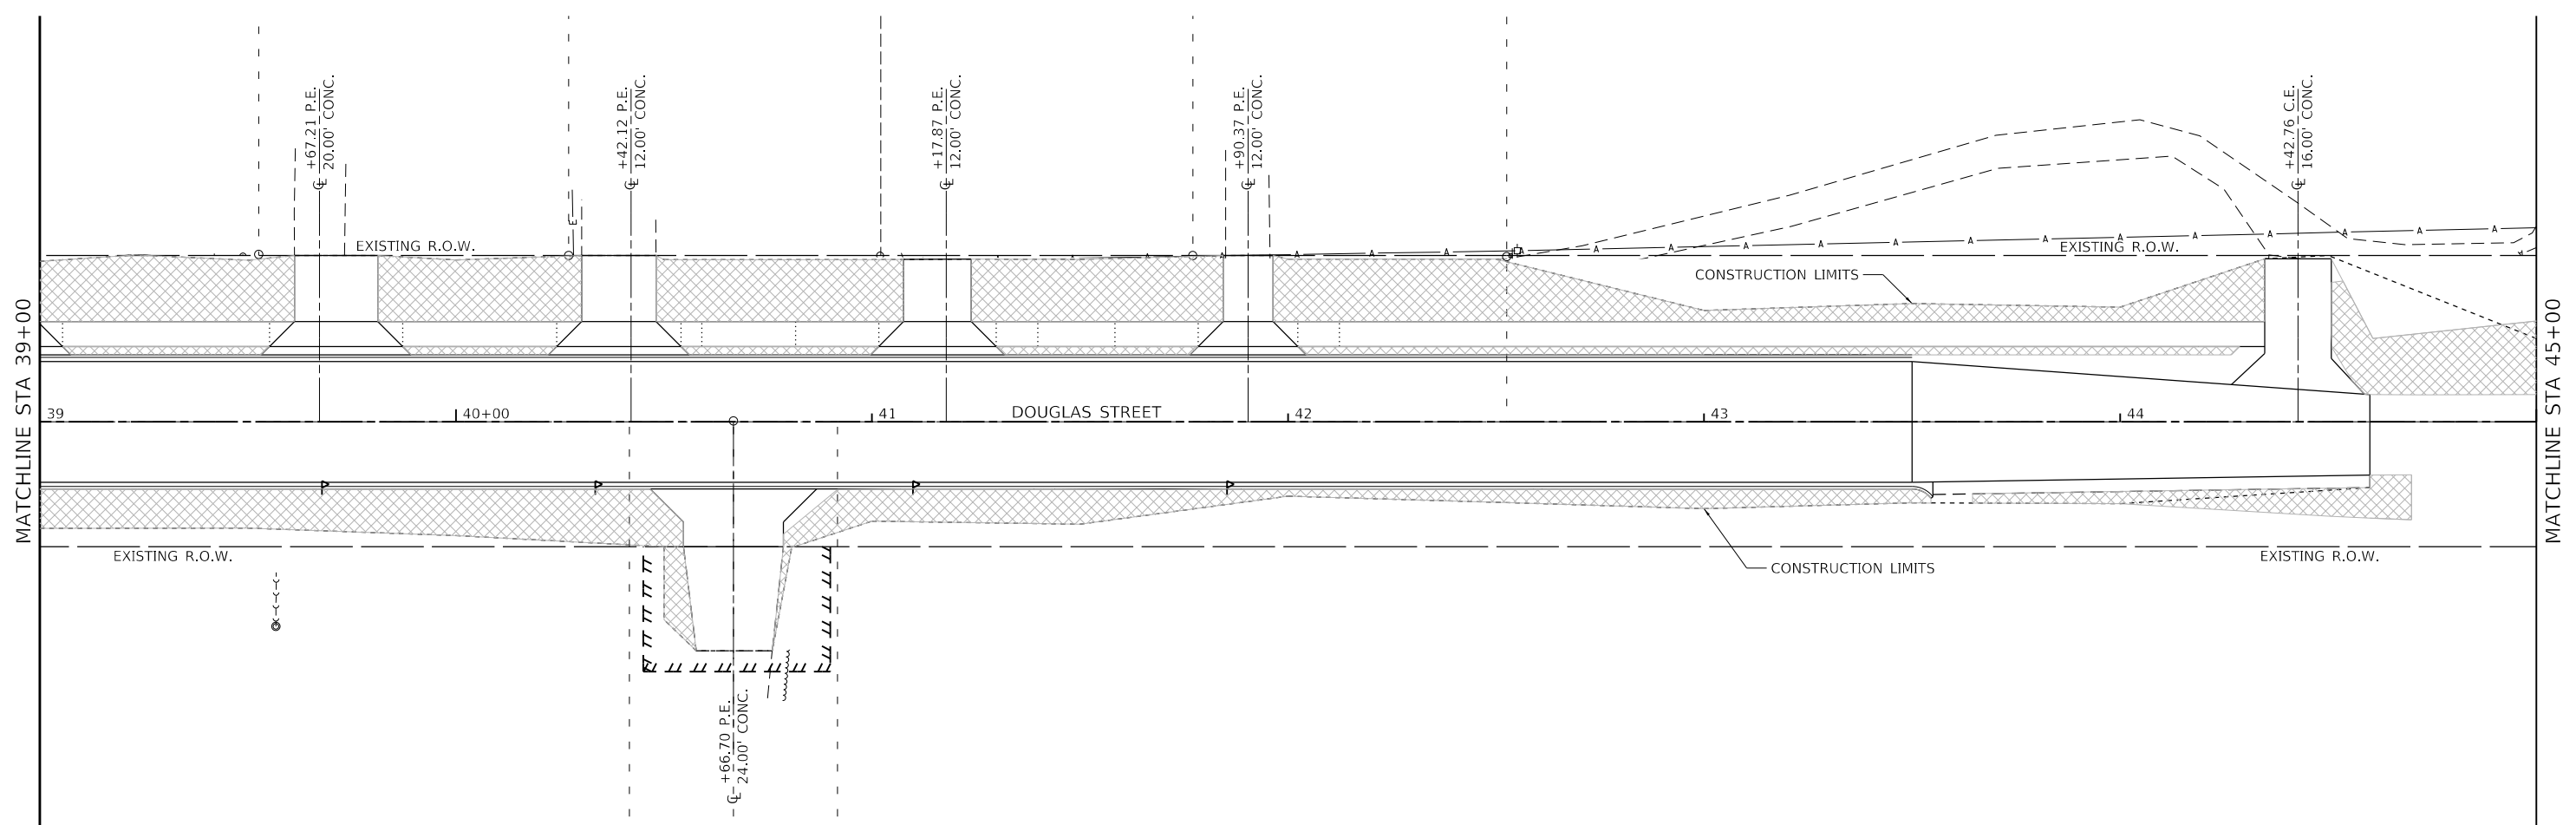 +67.21 P.E.
℄ 20.00' CONC.
+42.12 P.E.
℄ 12.00' CONC.
+17.87 P.E.
℄ 12.00' CONC.
+90.37 P.E.
℄ 12.00' CONC.
+42.76 C.E.
℄ 16.00' CONC.
EXISTING R.O.W.
A A A A A A A A A A A A A A A A A
EXISTING R.O.W.
CONSTRUCTION LIMITS
MATCHLINE STA 39+00
MATCHLINE STA 45+00
39
40+00
41
DOUGLAS STREET
42
43
44
EXISTING R.O.W.
EXISTING R.O.W.
CONSTRUCTION LIMITS
+66.70 P.E.
℄ 24.00' CONC.